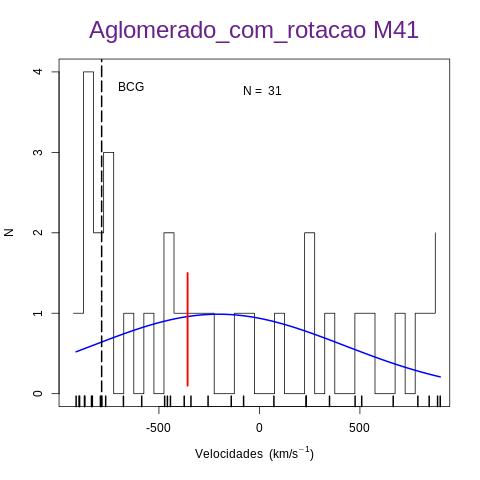 Aglomerado_com_rotacao M41
BCG
N = 31
4
3
2
1
0
N
-500 0 500
Velocidades (km/s⁻¹)